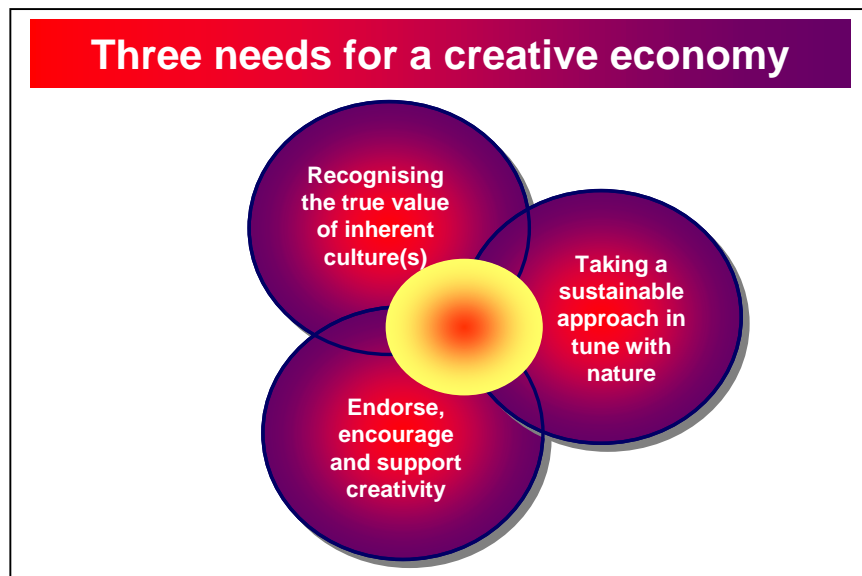 Three needs for a creative economy
Recognising
the true value
of inherent
culture(s)
Taking a
sustainable
approach in
tune with
nature
Endorse,
encourage
and support
creativity